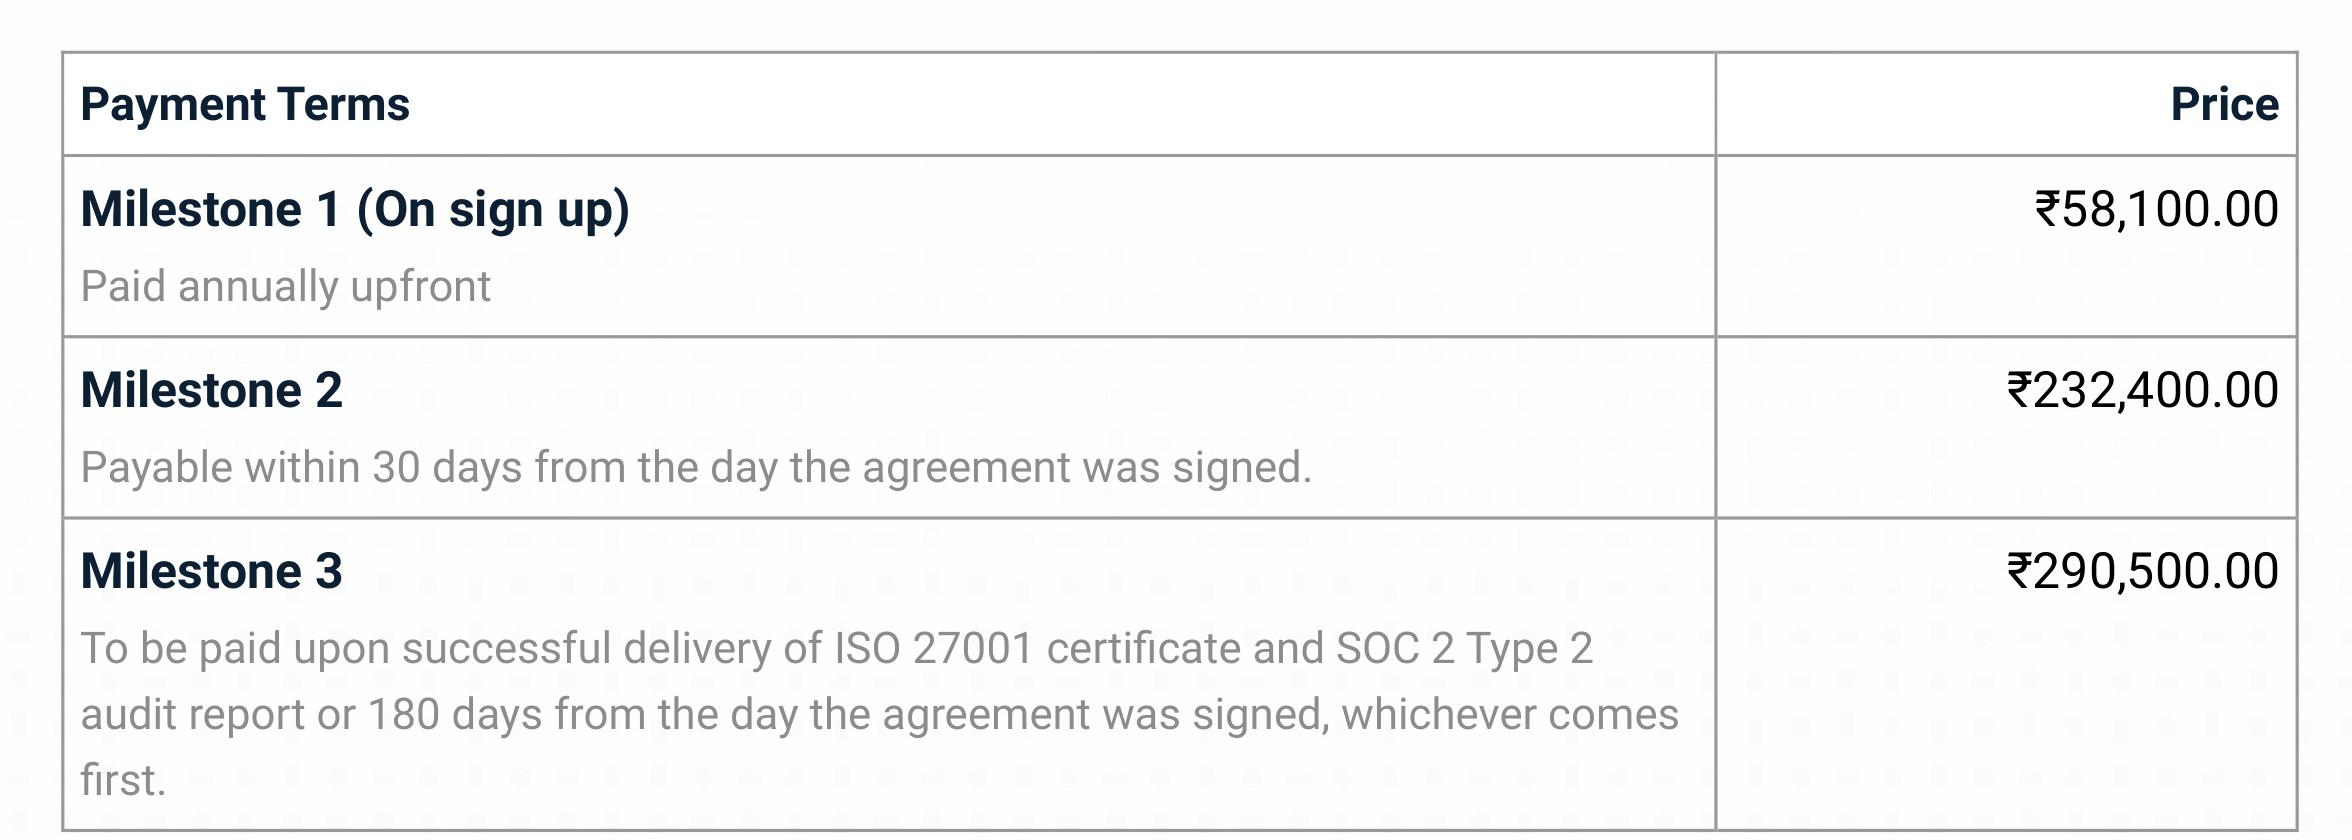 Payment Terms Price
Milestone 1 (On sign up) ₹58,100.00
Paid annually upfront
Milestone 2 ₹232,400.00
Payable within 30 days from the day the agreement was signed.
Milestone 3 ₹290,500.00
To be paid upon successful delivery of ISO 27001 certificate and SOC 2 Type 2
audit report or 180 days from the day the agreement was signed, whichever comes
first.